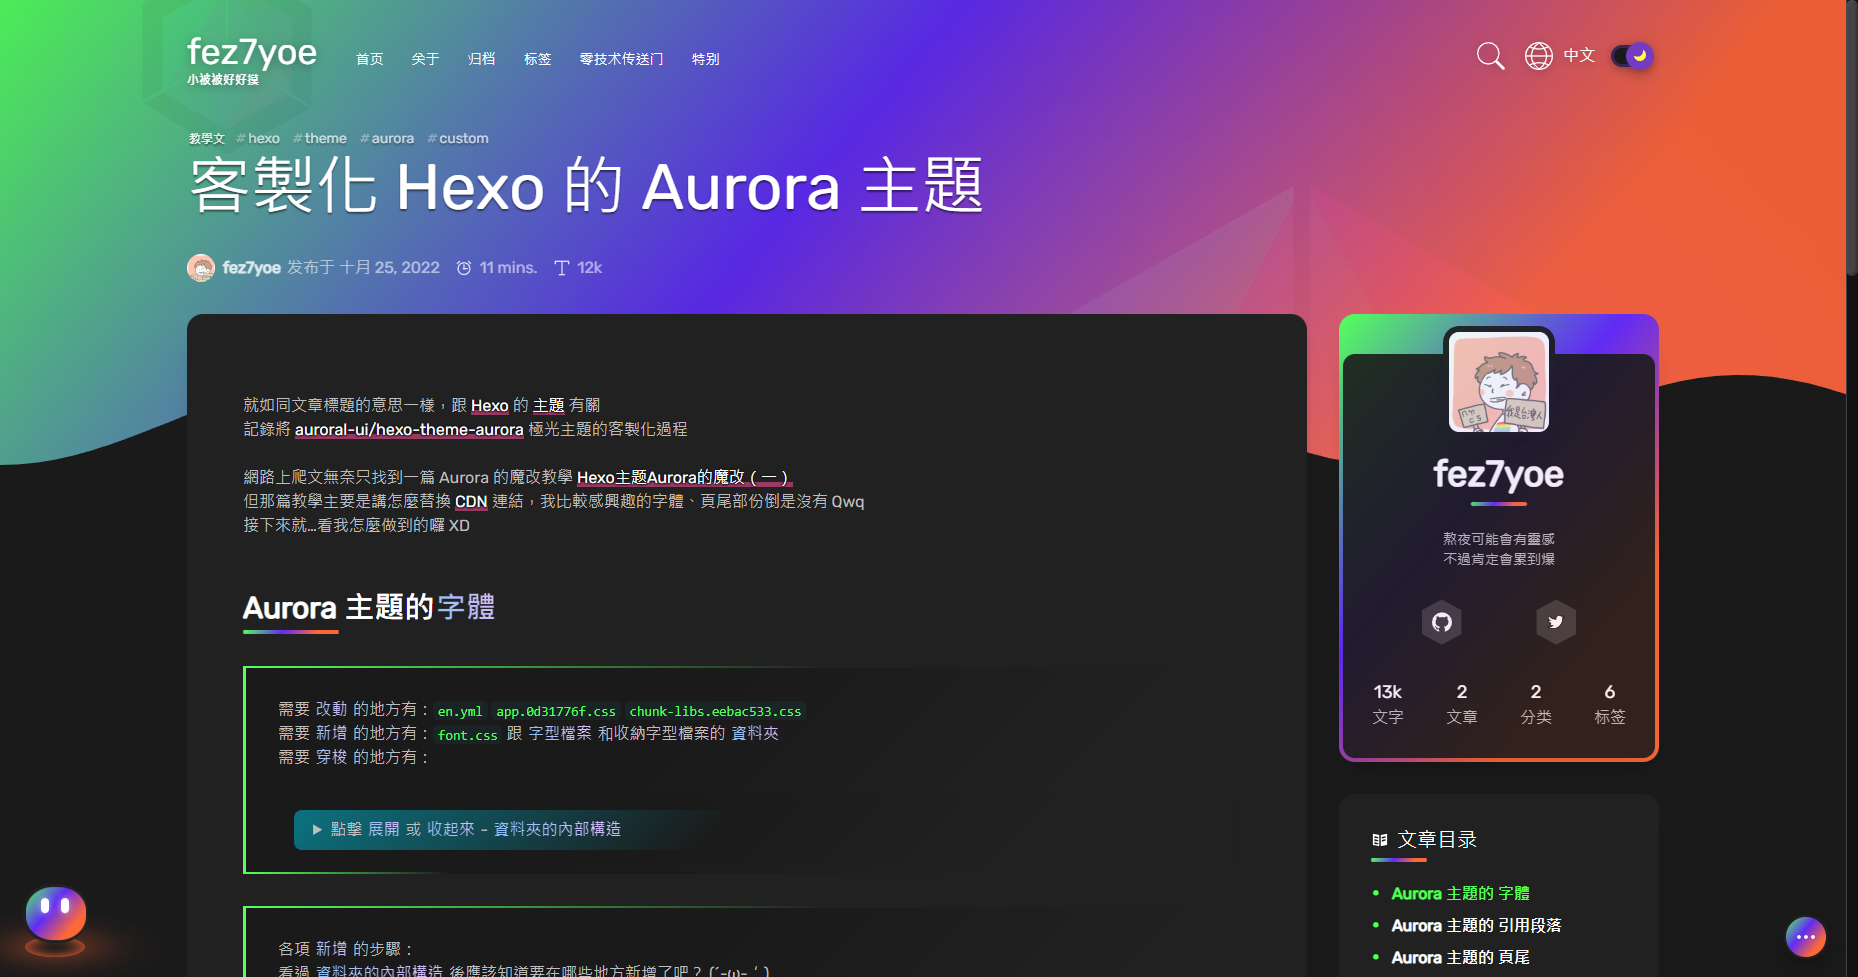 fez7yoe
小被被好好摸
首页 关于 归档 标签 零技术传送门 特别
中文
教學文 #hexo #theme #aurora #custom
客製化 Hexo 的 Aurora 主題
fez7yoe 发布于 十月 25, 2022 11 mins. 12k
就如同文章標題的意思一樣，跟 Hexo 的 主題 有關
記錄將 auroral-ui/hexo-theme-aurora 極光主題的客製化過程
網路上爬文無奈只找到一篇 Aurora 的魔改教學 Hexo主题Aurora的魔改（一）
但那篇教學主要是講怎麼替換 CDN 連結，我比較感興趣的字體、頁尾部份倒是沒有 Qwq
接下來就...看我怎麼做到的囉 XD
Aurora 主題的字體
需要 改動 的地方有： en.yml app.0d31776f.css chunk-libs.eebac533.css
需要 新增 的地方有： font.css 跟 字型檔案 和收納字型檔案的 資料夾
需要 穿梭 的地方有：
▶ 點擊 展開 或 收起來 - 資料夾的內部構造
各項 新增 的步驟：
看過 資料夾的內部構造 後應該知道要在哪些地方新增了吧？(´-ω-｀)
fez7yoe
熬夜可能會有靈感
不過肯定會累到爆
13k 2 2 6
文字 文章 分类 标签
文章目录
Aurora 主題的 字體
Aurora 主題的 引用段落
Aurora 主題的 頁尾